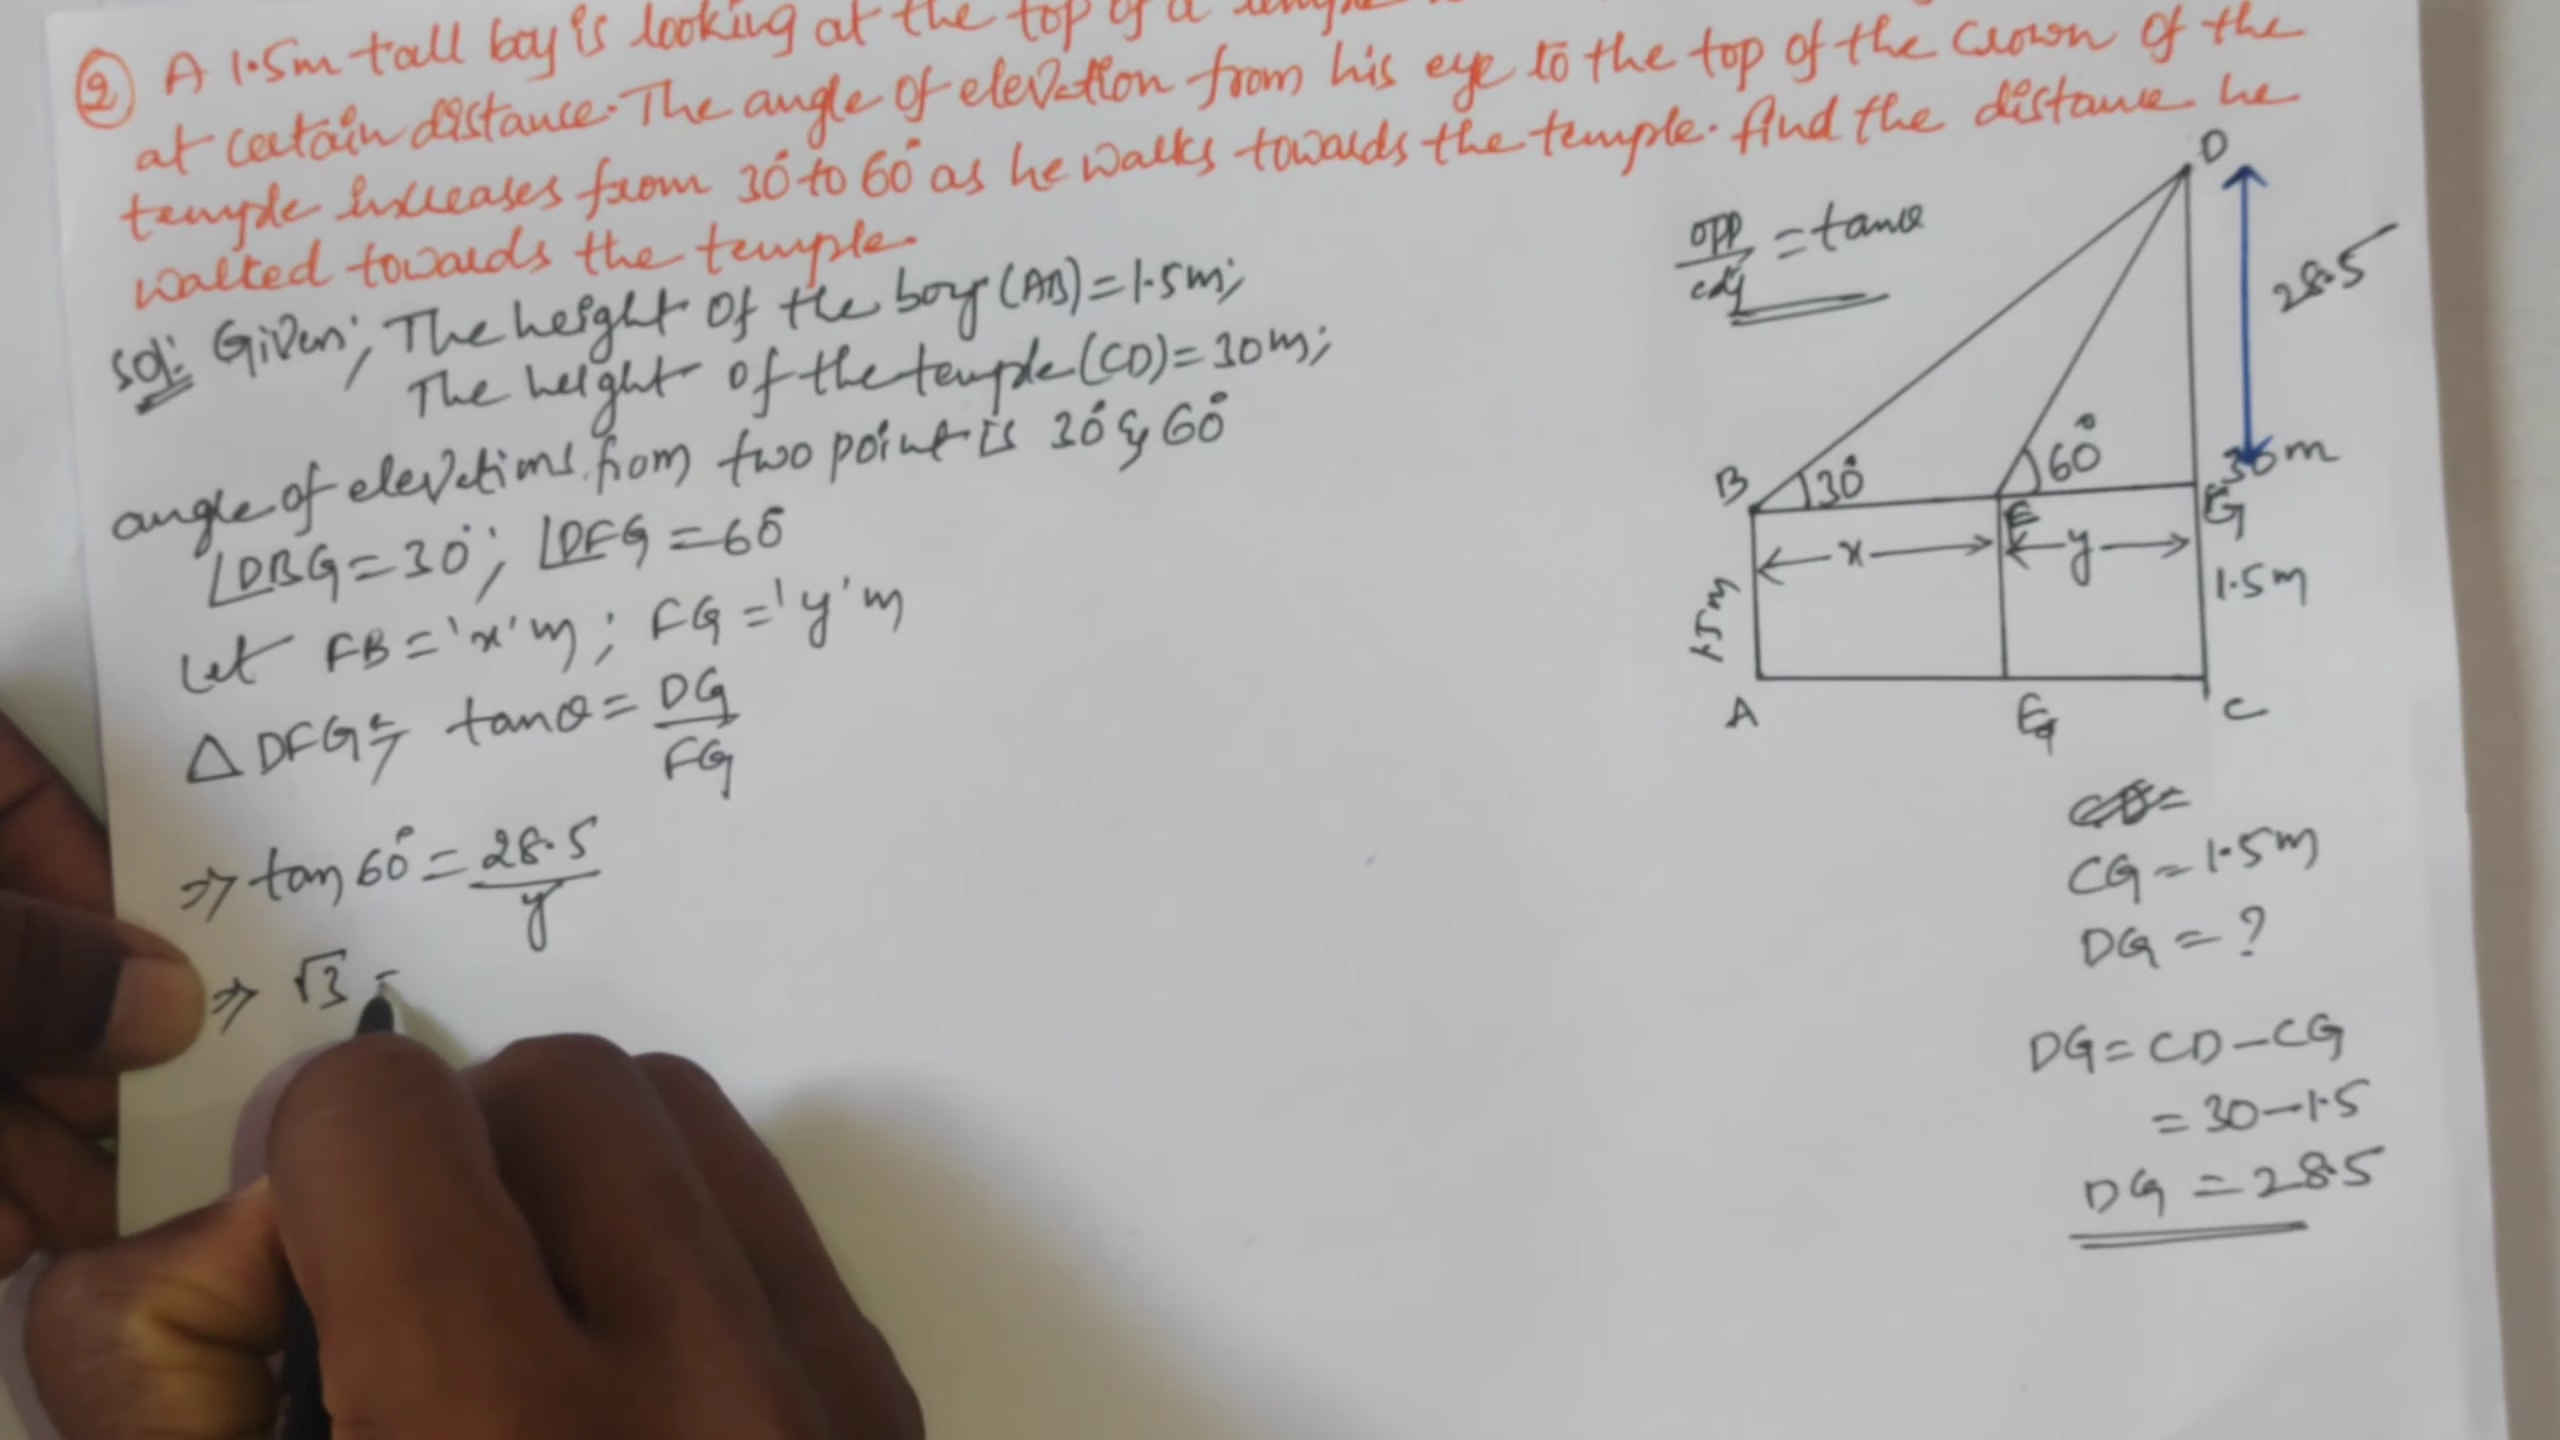 2 A 1.5m tall boy is looking at the top of a temple
at certain distance. The angle of elevation from his eye to the top of the crown of the
temple increases from 30° to 60° as he walks towards the temple. find the distance he
walked towards the temple.
Sol: Given; The height of the boy (AB) = 1.5m;
The height of the temple (CD) = 30m;
angle of elevations from two point is 30° & 60°
∠DBG = 30°; ∠DFG = 60°
Let FB = 'x' m; FG = 'y' m
△DFG ⇒ tanθ = DG/FG
⇒ tan 60° = 28.5/y
⇒ √3 =
opp/adj = tanθ
D
28.5
B 30° 60° 30m
F G
x y
1.5m 1.5m
A E C
CG = 1.5m
DG = ?
DG = CD - CG
= 30 - 1.5
DG = 28.5